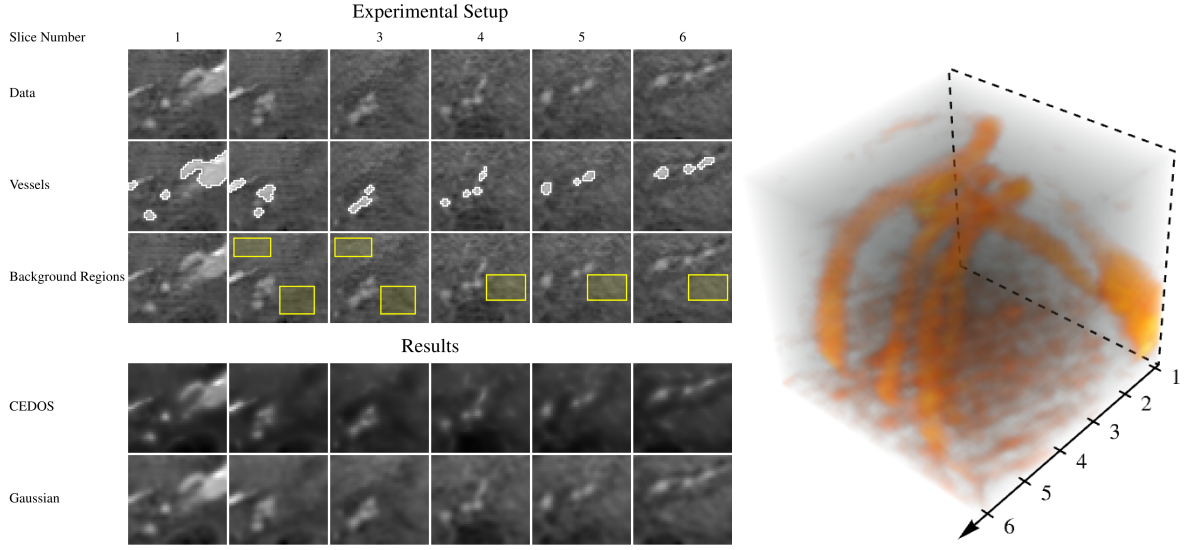 Experimental Setup
Slice Number 1 2 3 4 5 6
Data
Vessels
Background Regions
Results
CEDOS
Gaussian
1
2
3
4
5
6